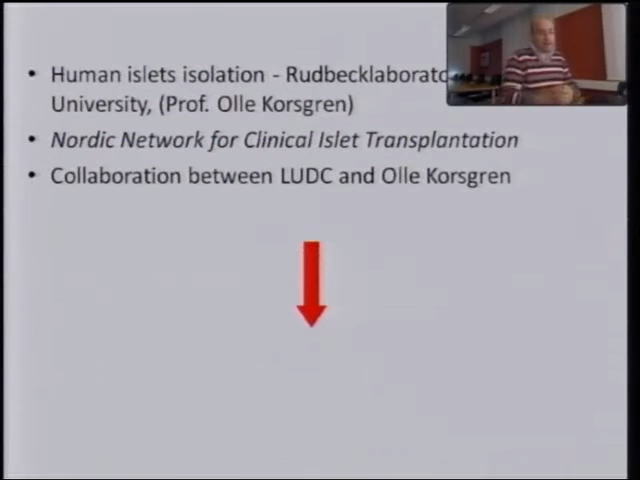 • Human islets isolation - Rudbecklaborato
University, (Prof. Olle Korsgren)
• Nordic Network for Clinical Islet Transplantation
• Collaboration between LUDC and Olle Korsgren